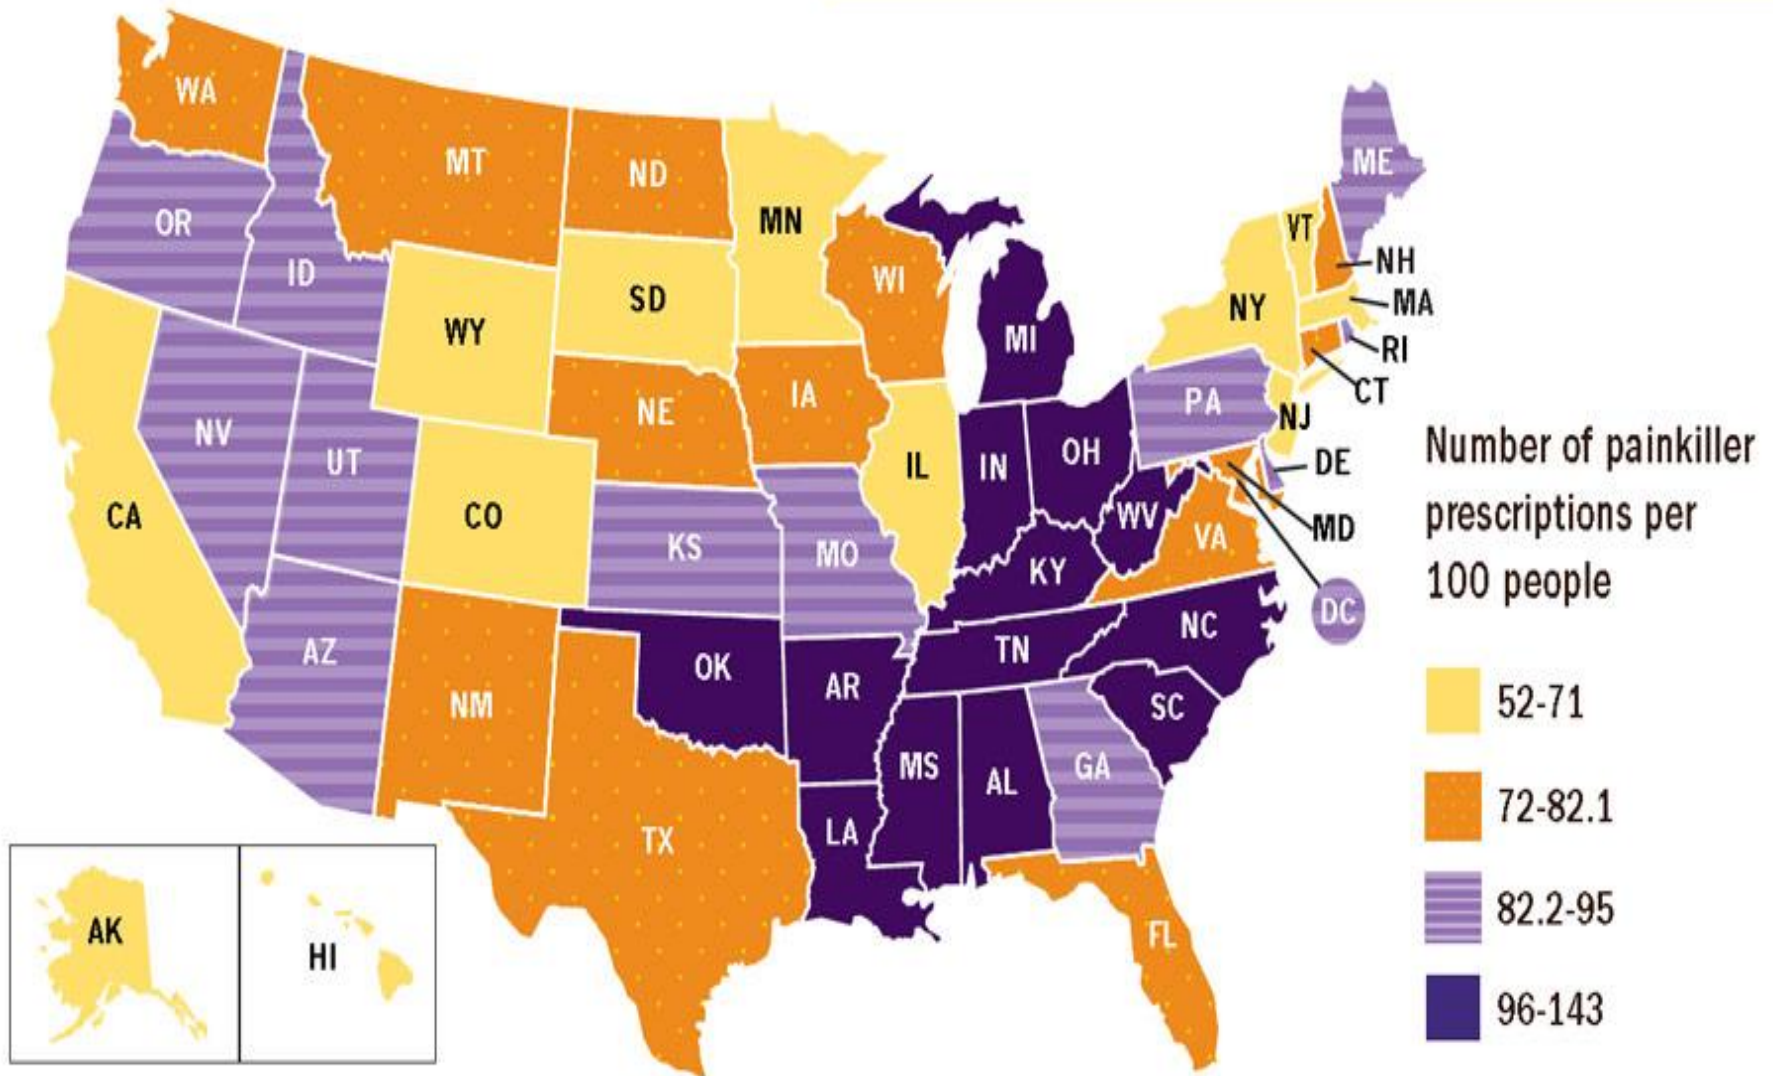 WA
MT
ND
MN
ME
OR
ID
SD
WI
VT
NH
WY
MI
NY
MA
RI
CT
NE
IA
PA
NJ
NV
UT
IL
IN
OH
DE
CA
CO
KS
MO
WV
VA
MD
KY
DC
AZ
NM
OK
AR
TN
NC
SC
MS
AL
GA
TX
LA
FL
AK
HI
Number of painkiller
prescriptions per
100 people
52-71
72-82.1
82.2-95
96-143